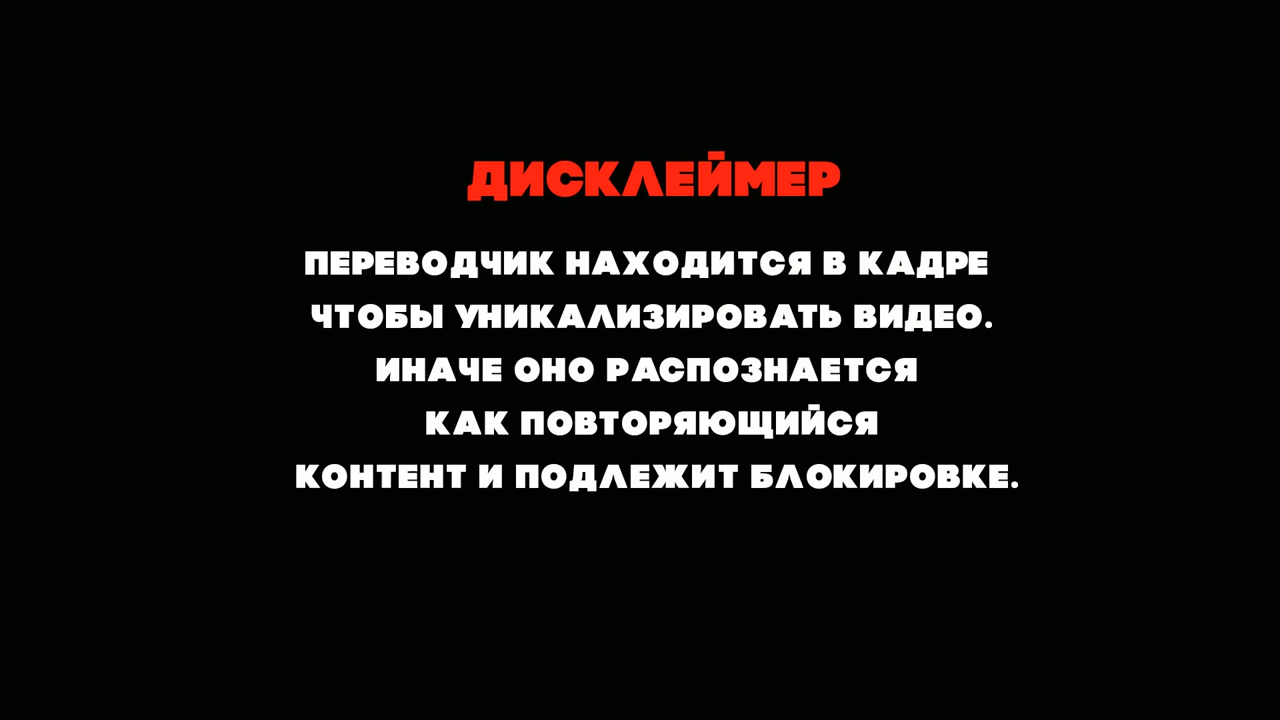 ДИСКЛЕЙМЕР
ПЕРЕВОДЧИК НАХОДИТСЯ В КАДРЕ
ЧТОБЫ УНИКАЛИЗИРОВАТЬ ВИДЕО.
ИНАЧЕ ОНО РАСПОЗНАЕТСЯ
КАК ПОВТОРЯЮЩИЙСЯ
КОНТЕНТ И ПОДЛЕЖИТ БЛОКИРОВКЕ.